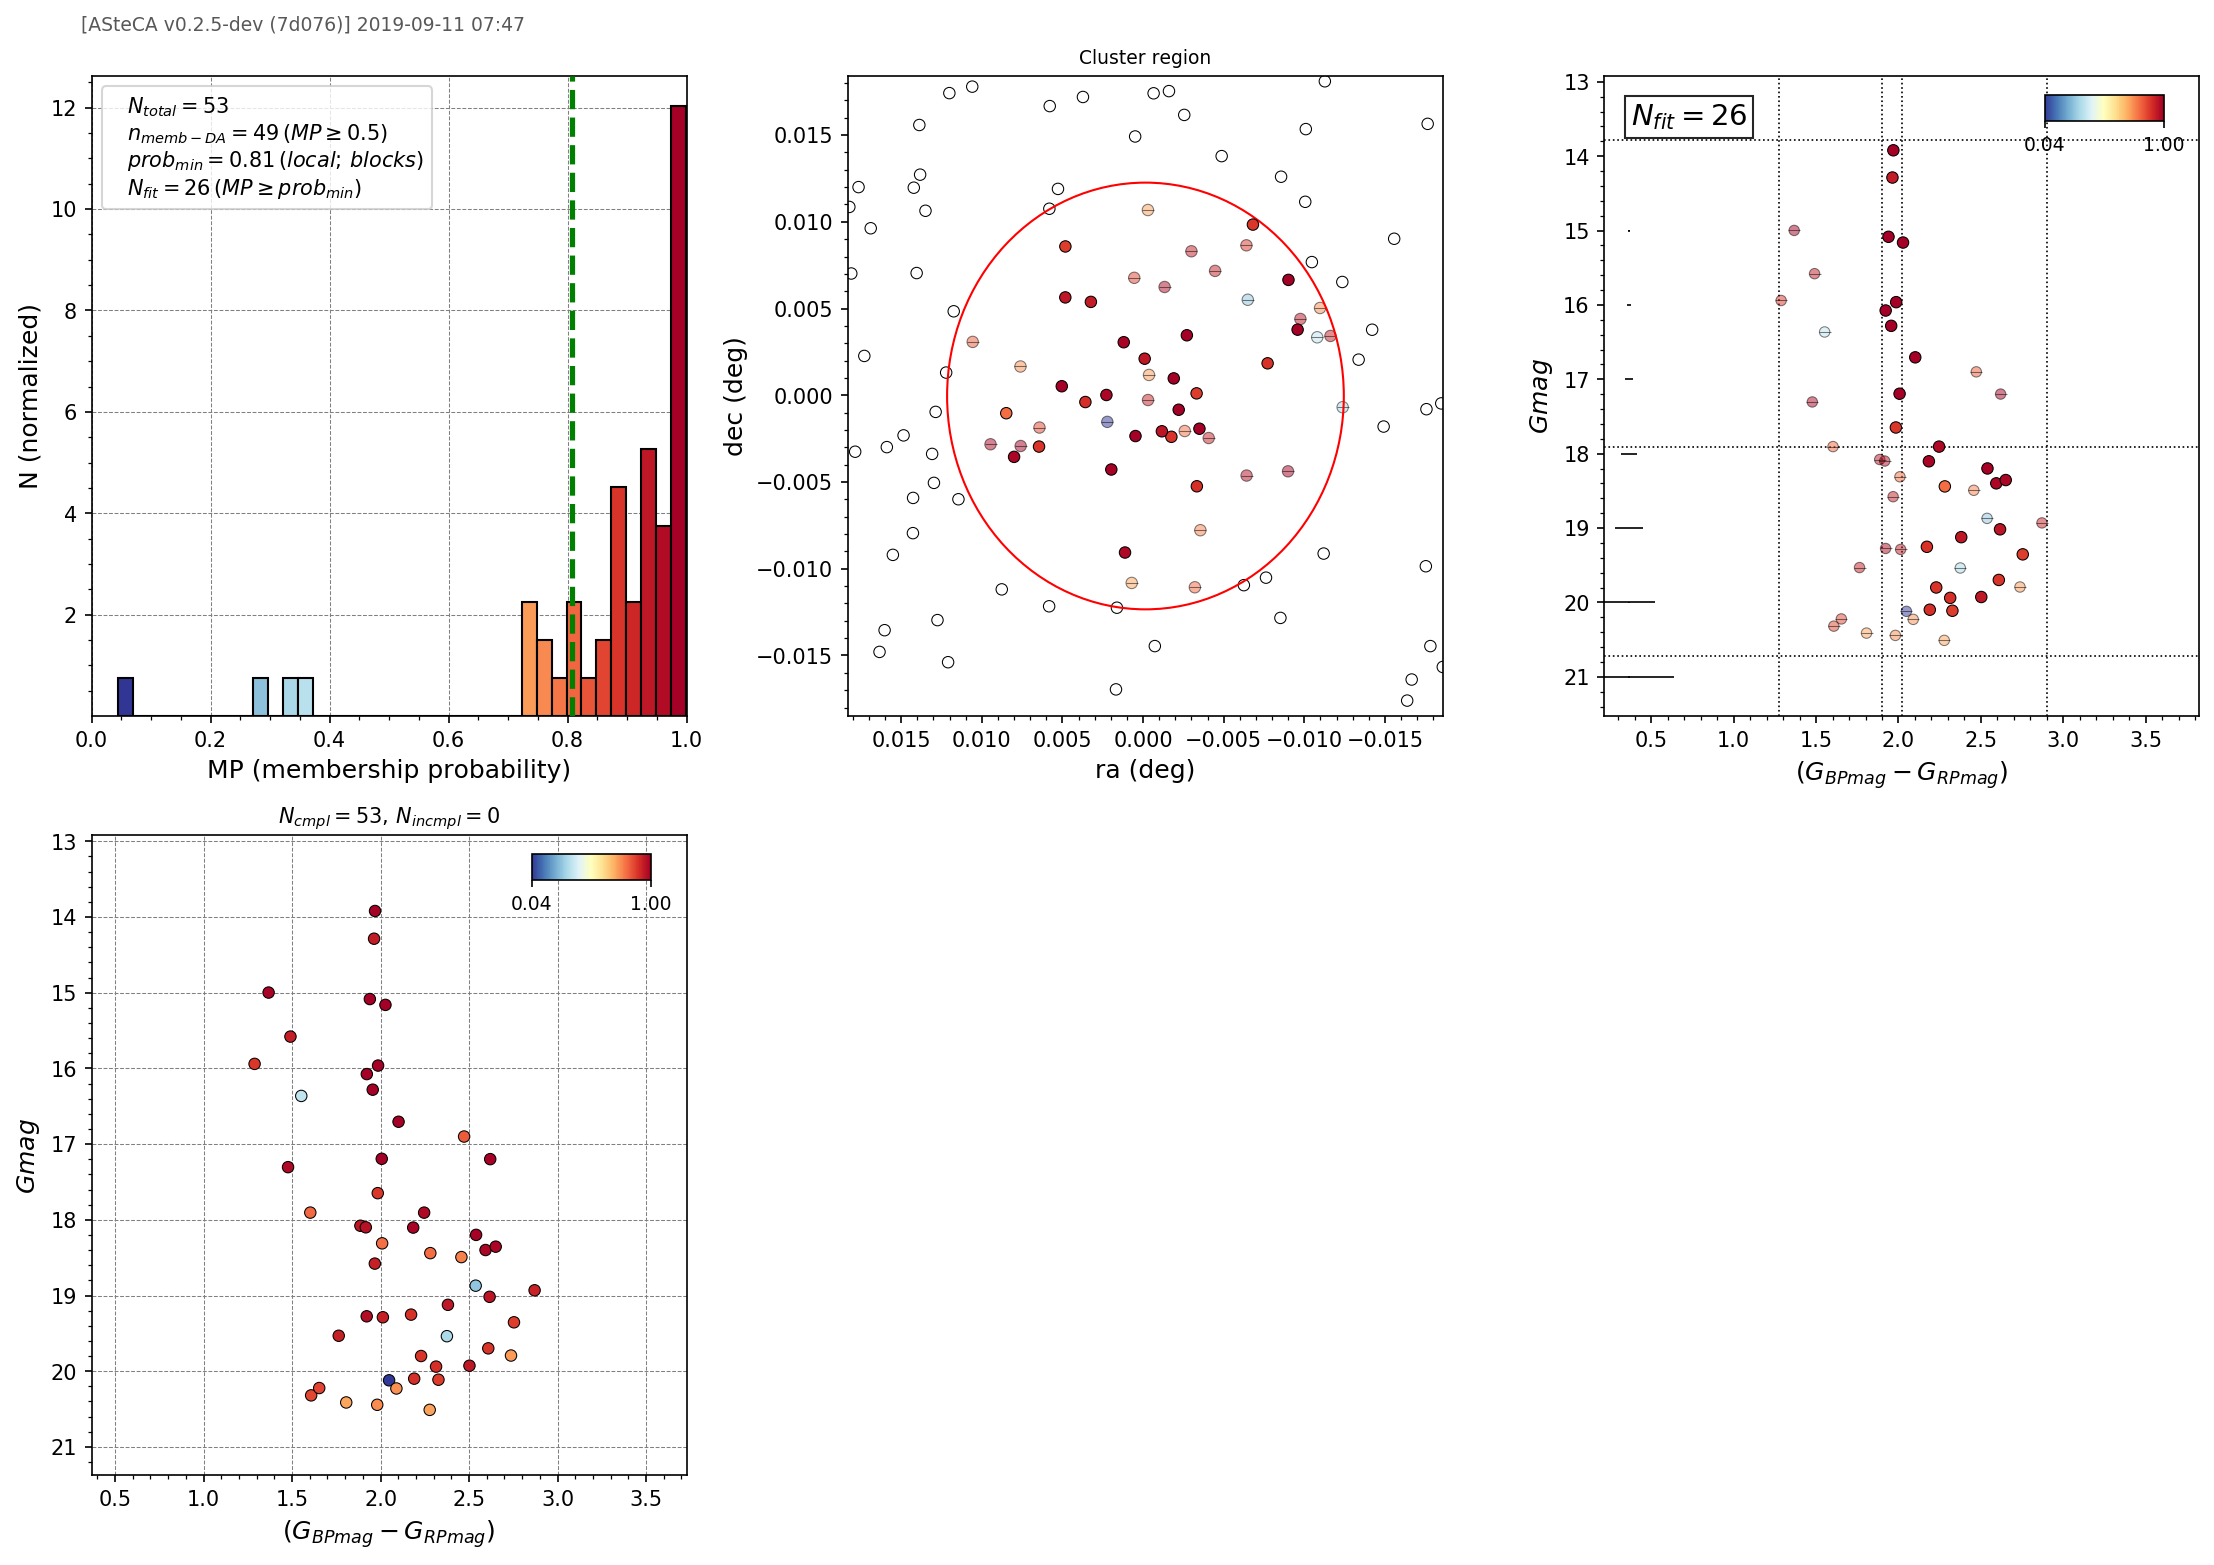 [ASteCA v0.2.5-dev (7d076)] 2019-09-11 07:47
N_total = 53
n_memb−DA = 49 (MP ≥ 0.5)
prob_min = 0.81 (local; blocks)
N_fit = 26 (MP ≥ prob_min)
12
10
8
6
4
2
N (normalized)
0.0 0.2 0.4 0.6 0.8 1.0
MP (membership probability)
Cluster region
0.015
0.010
0.005
0.000
−0.005
−0.010
−0.015
dec (deg)
0.015 0.010 0.005 0.000 −0.005 −0.010 −0.015
ra (deg)
N_fit = 26
0.04 1.00
13
14
15
16
17
18
19
20
21
Gmag
0.5 1.0 1.5 2.0 2.5 3.0 3.5
(G_BPmag − G_RPmag)
N_cmpl = 53, N_incmpl = 0
0.04 1.00
13
14
15
16
17
18
19
20
21
Gmag
0.5 1.0 1.5 2.0 2.5 3.0 3.5
(G_BPmag − G_RPmag)